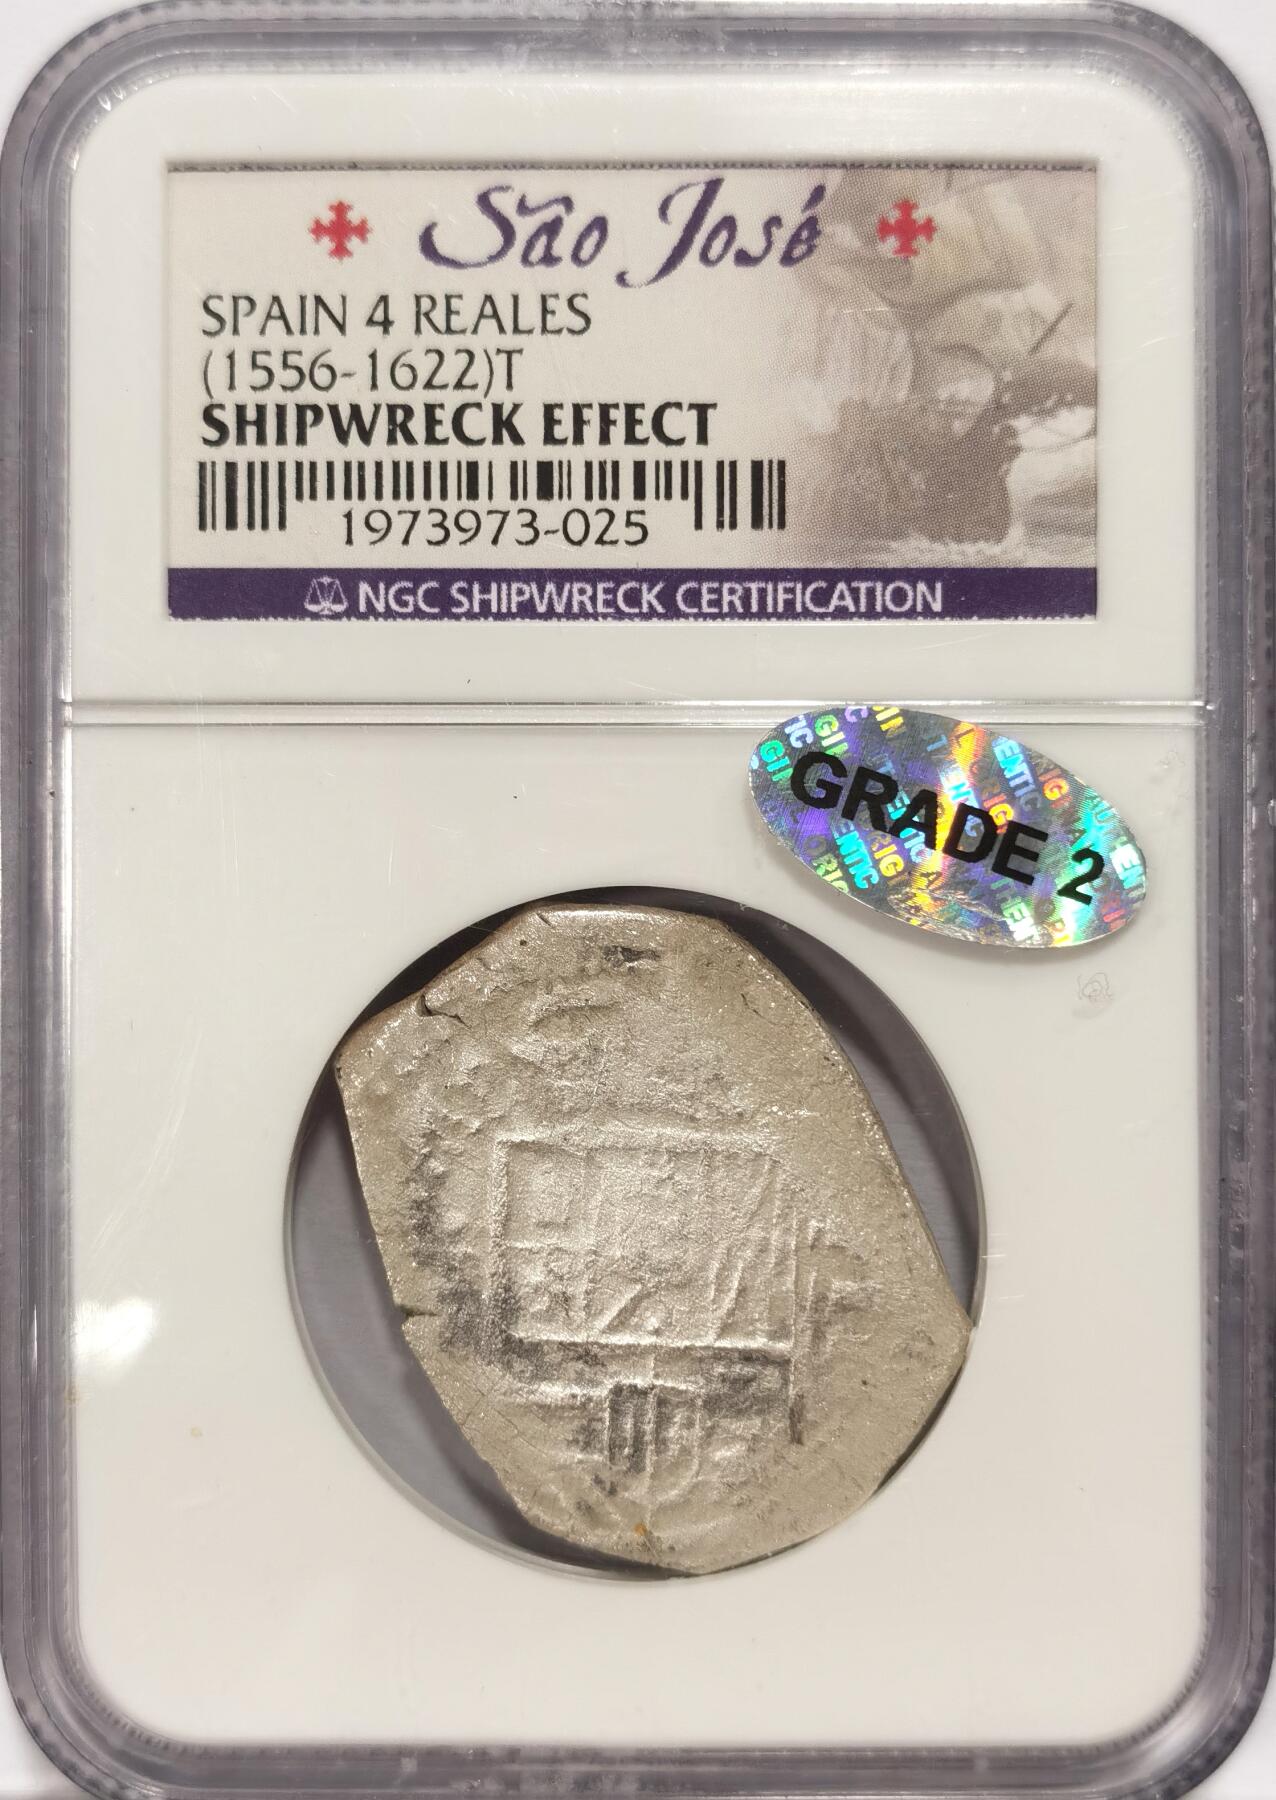 São José
SPAIN 4 REALES
(1556-1622)T
SHIPWRECK EFFECT
1973973-025
NGC SHIPWRECK CERTIFICATION
GRADE 2